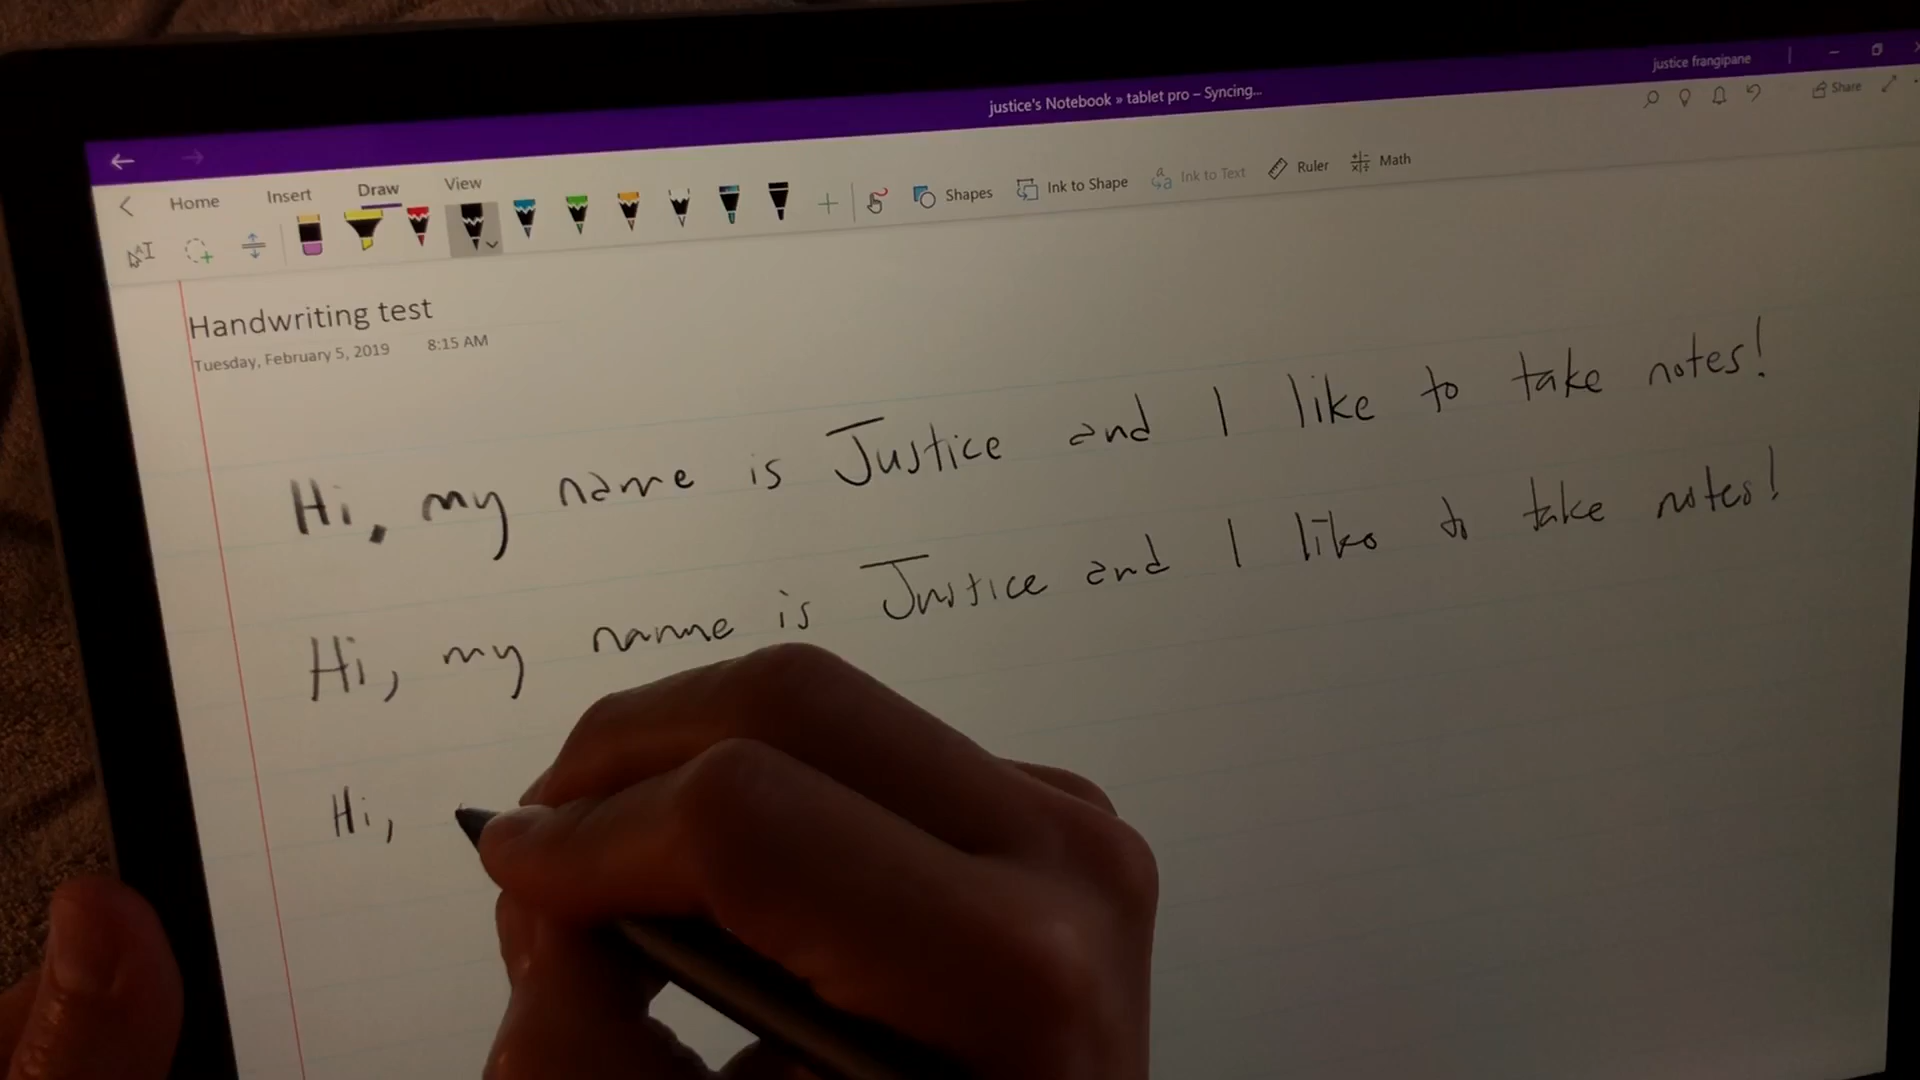 justice frangipane
justice's Notebook » tablet pro – Syncing...
Share
Home Insert Draw View
Shapes Ink to Shape Ink to Text Ruler Math
Handwriting test
Tuesday, February 5, 2019 8:15 AM
Hi, my name is Justice and I like to take notes!
Hi, my name is Justice and I like to take notes!
Hi,